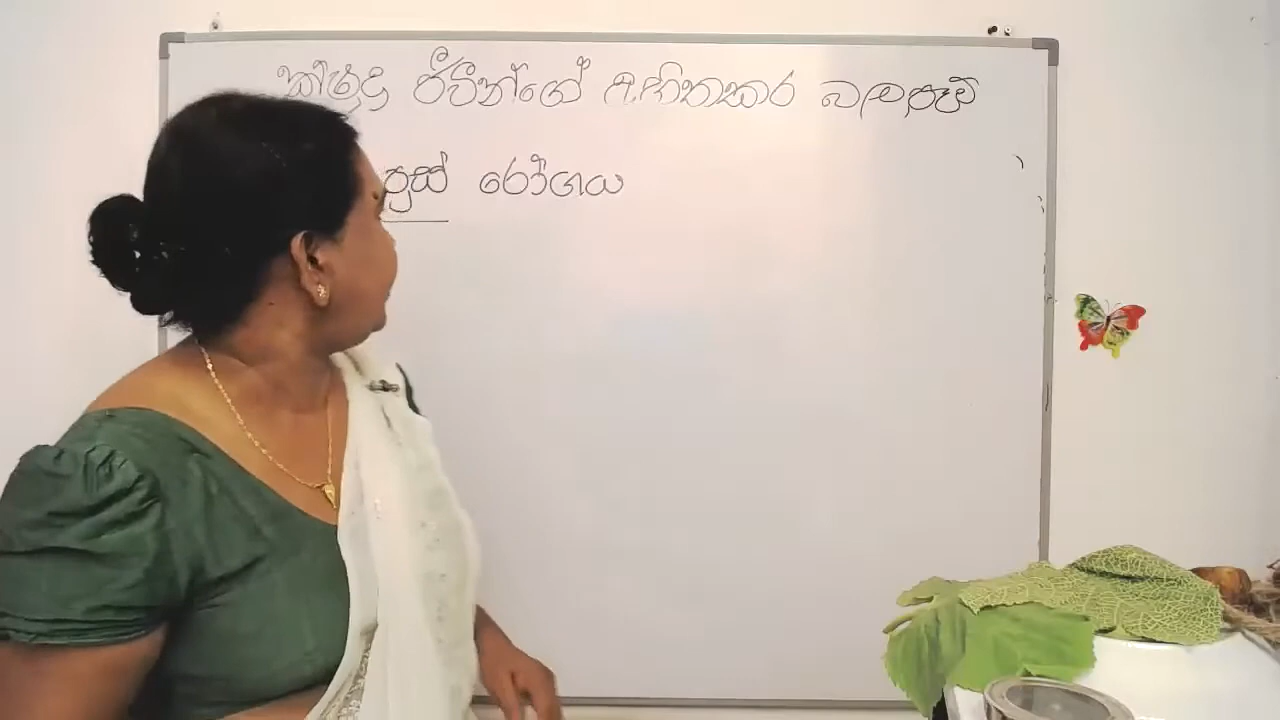 ක්ෂුද්‍ර ජීවීන්ගේ අහිතකර බලපෑම්
පුස් රෝගය